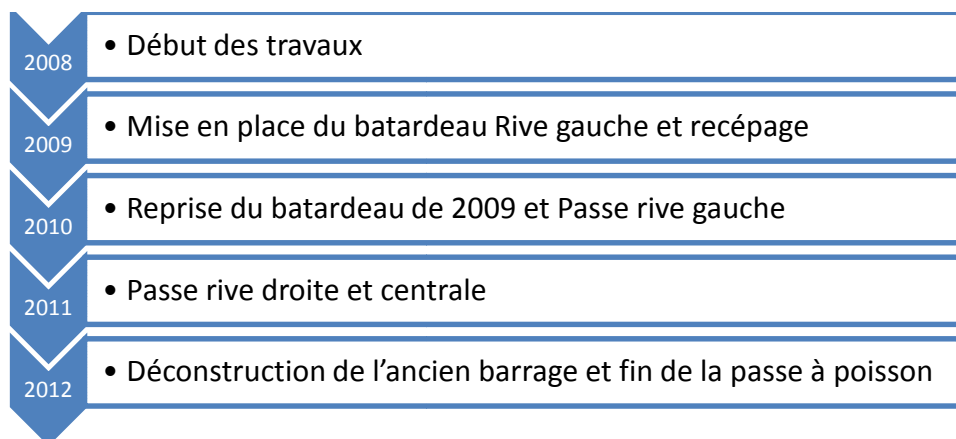 2008
• Début des travaux
2009
• Mise en place du batardeau Rive gauche et recépage
2010
• Reprise du batardeau de 2009 et Passe rive gauche
2011
• Passe rive droite et centrale
2012
• Déconstruction de l’ancien barrage et fin de la passe à poisson